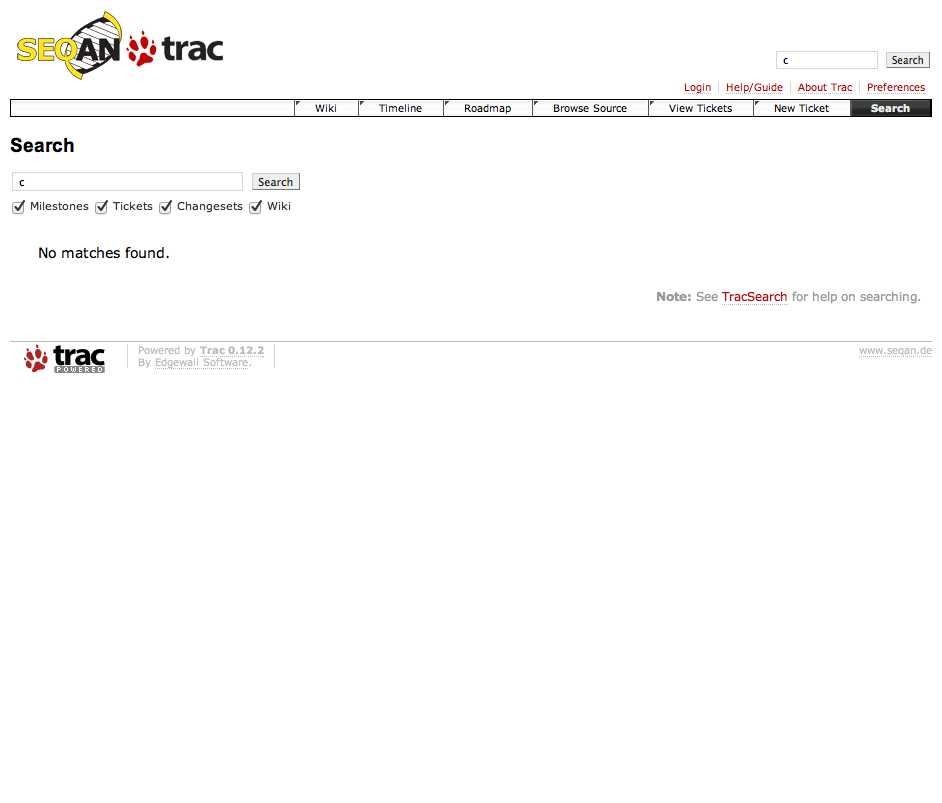 SEQAN trac
c Search
Login Help/Guide About Trac Preferences
Wiki Timeline Roadmap Browse Source View Tickets New Ticket Search
Search
c Search
Milestones Tickets Changesets Wiki
No matches found.
Note: See TracSearch for help on searching.
trac POWERED
Powered by Trac 0.12.2
By Edgewall Software.
www.seqan.de